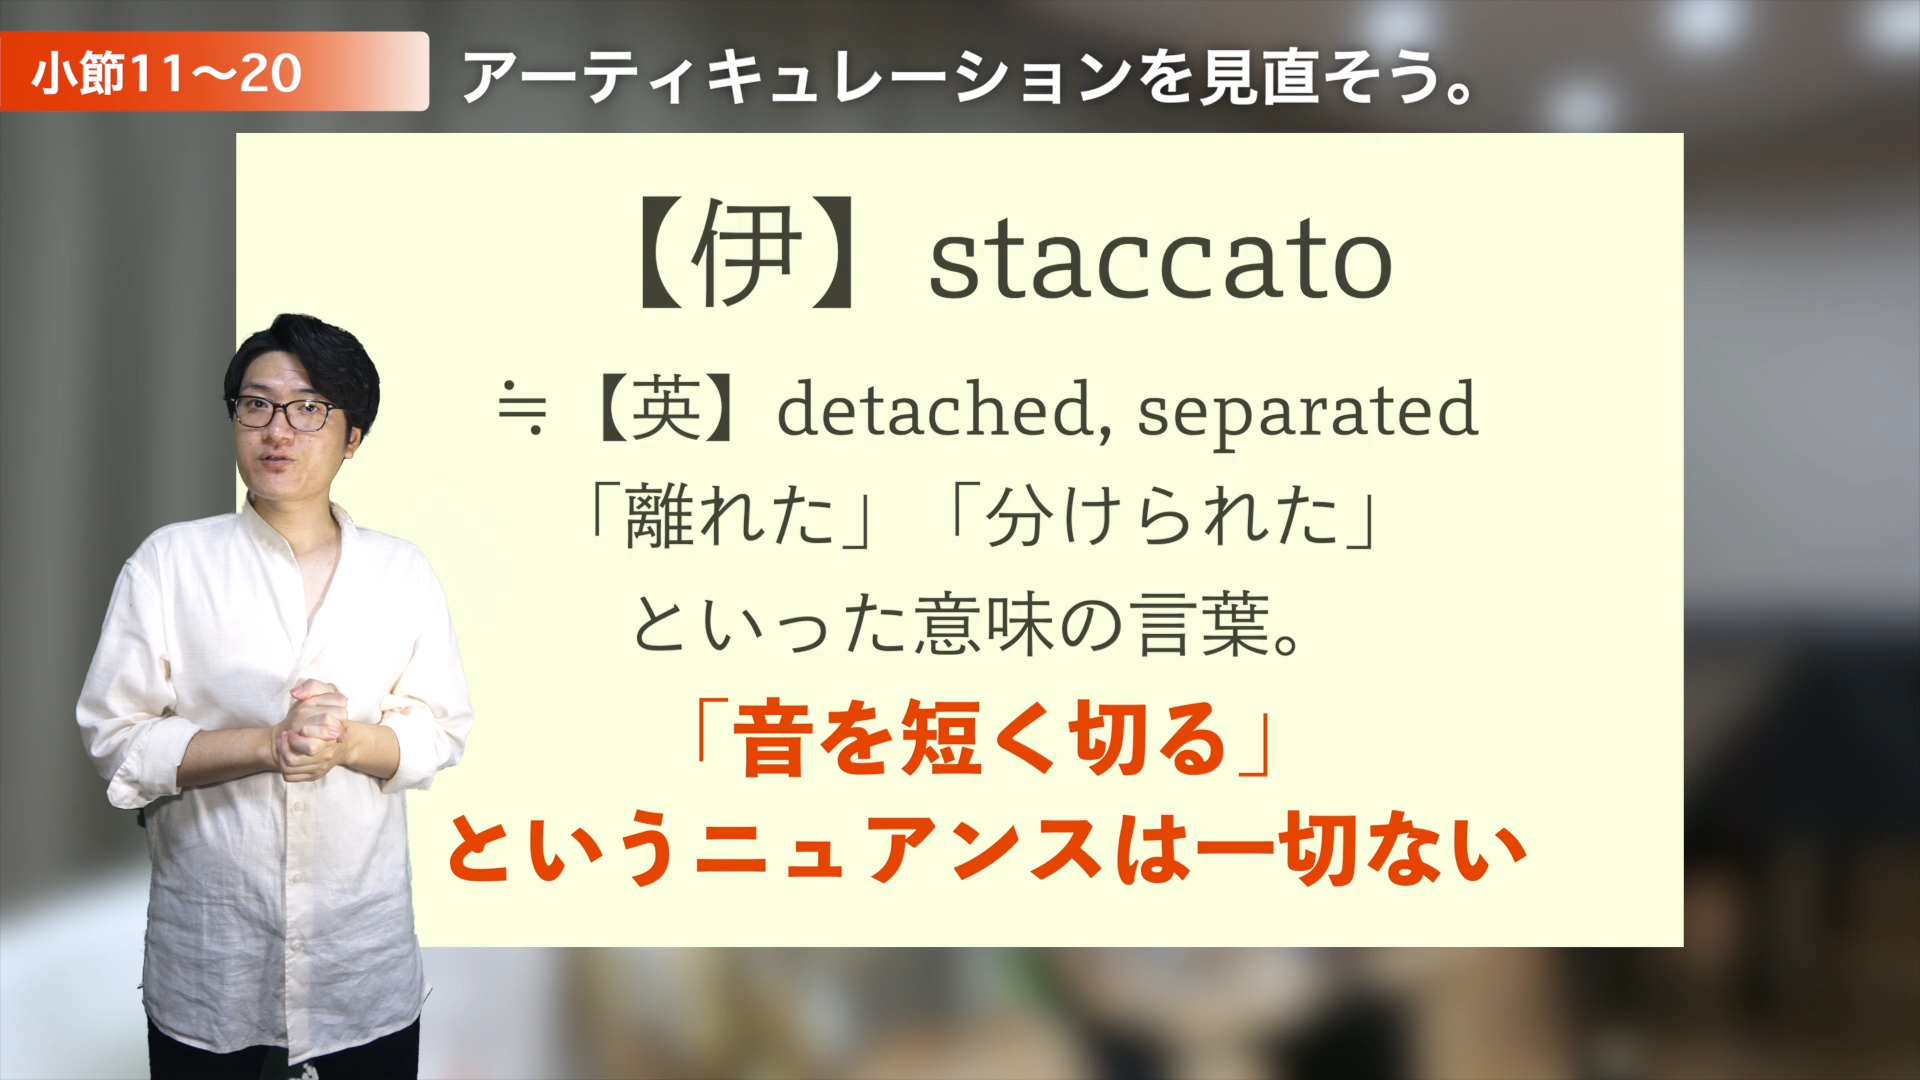 小節11〜20
アーティキュレーションを見直そう。
【伊】staccato
≒【英】detached, separated
「離れた」「分けられた」
といった意味の言葉。
「音を短く切る」
というニュアンスは一切ない